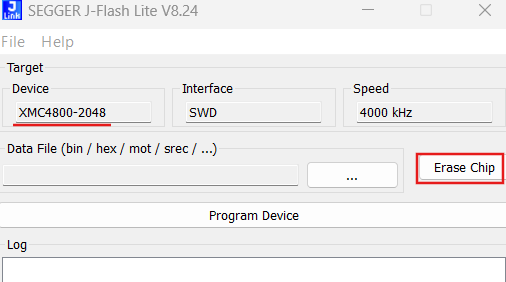 J Link SEGGER J-Flash Lite V8.24
File Help
Target
Device Interface Speed
XMC4800-2048 SWD 4000 kHz
Data File (bin / hex / mot / srec / ...)
... Erase Chip
Program Device
Log